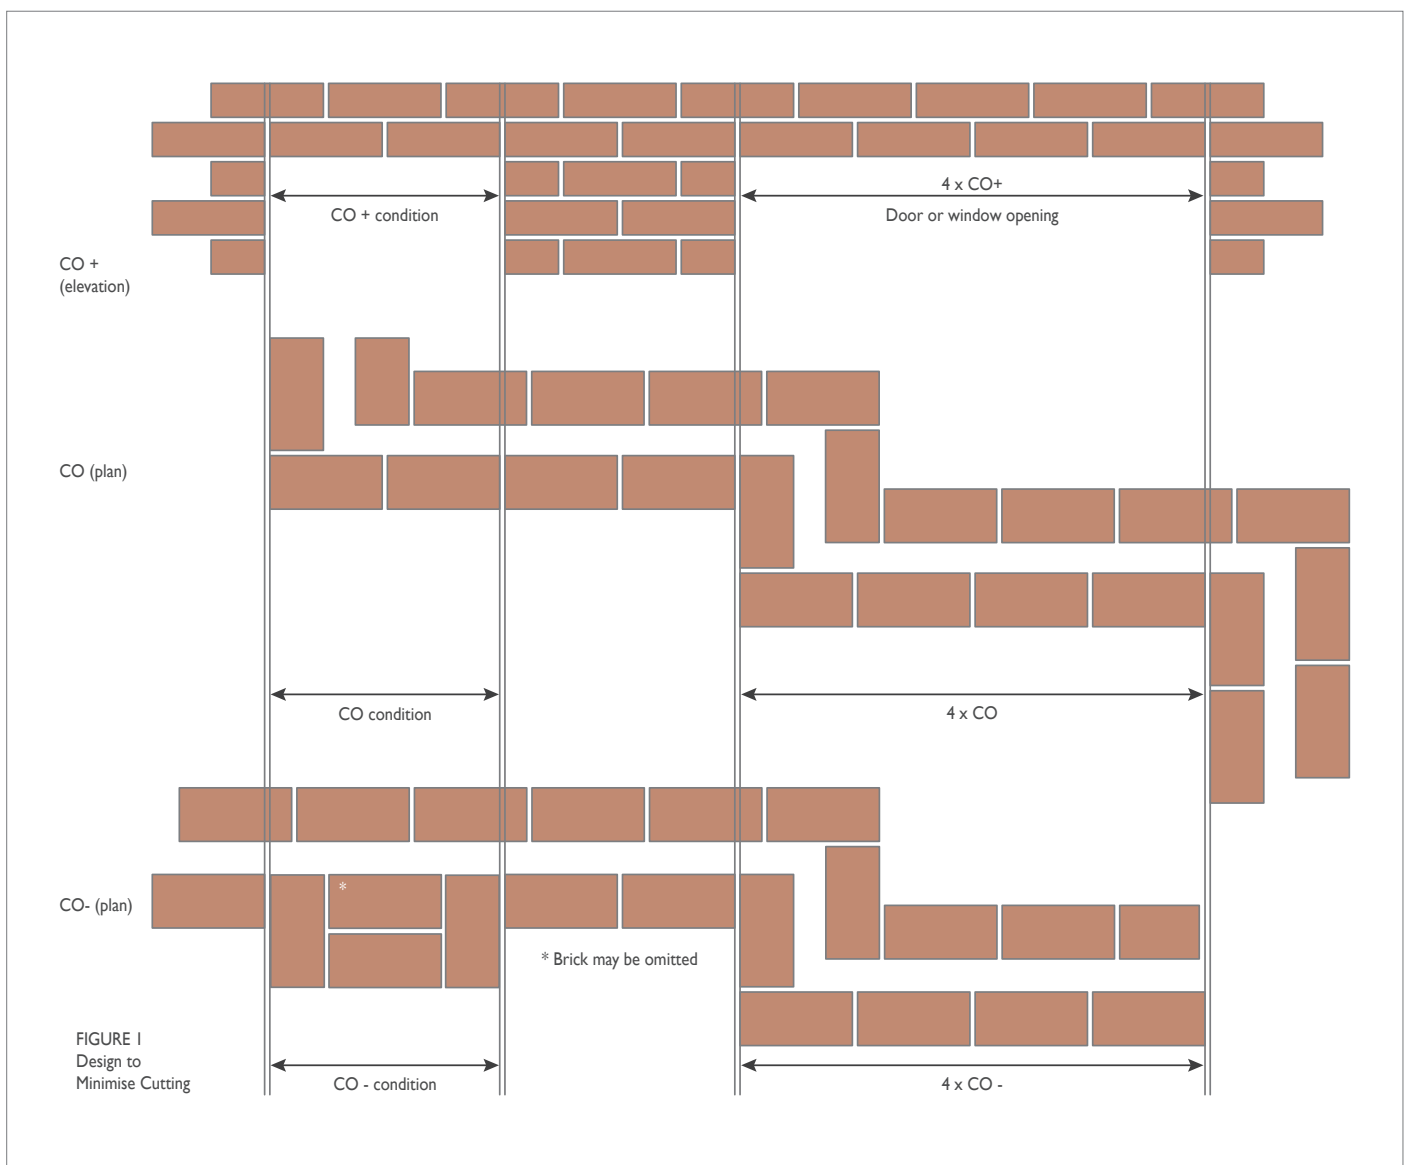 4 x CO+
CO + condition
Door or window opening
CO +
(elevation)
CO (plan)
CO condition
4 x CO
*
CO- (plan)
* Brick may be omitted
FIGURE 1
Design to
Minimise Cutting
CO - condition
4 x CO -